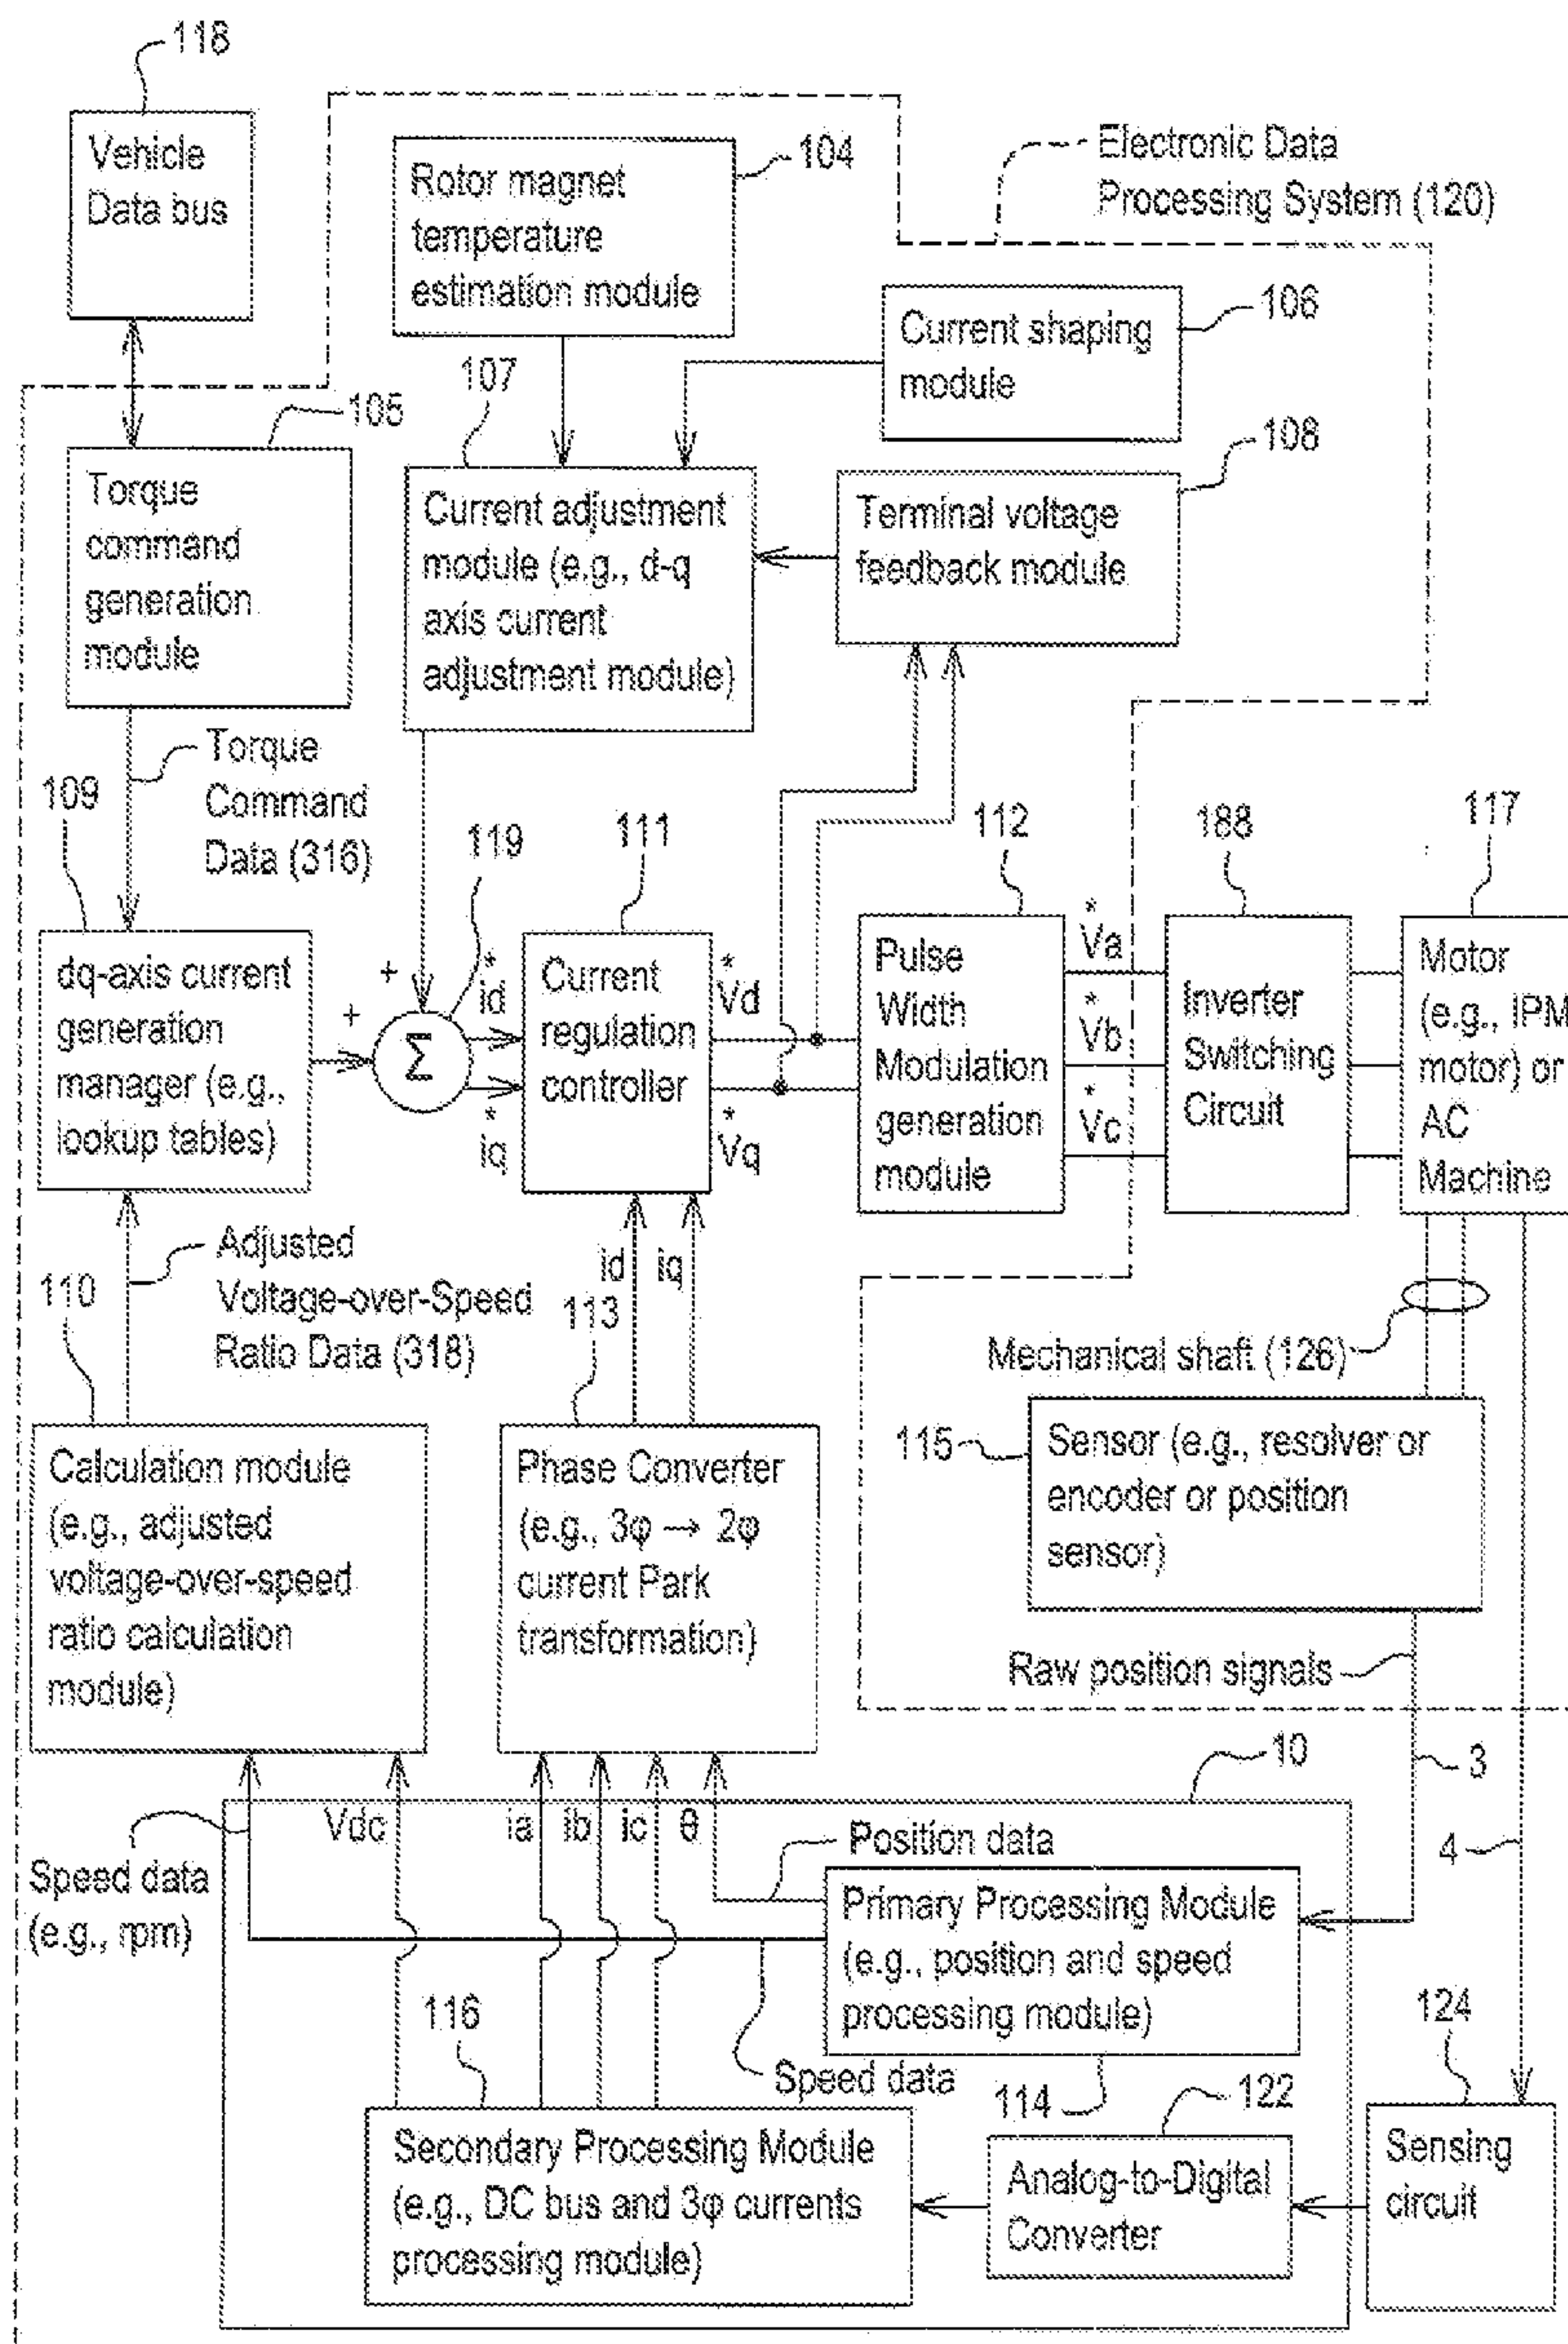 118
Vehicle
Data bus
Rotor magnet
temperature
estimation module
104
Electronic Data
Processing System (120)
Current shaping
module
106
107
105
108
Torque
command
generation
module
Current adjustment
module (e.g., d-q
axis current
adjustment module)
Terminal voltage
feedback module
Torque
Command
Data (316)
109
119
111
112
188
117
dq-axis current
generation
manager (e.g.,
lookup tables)
+
+
Σ
*
id
*
iq
Current
regulation
controller
*
Vd
*
Vq
Pulse
Width
Modulation
generation
module
*
Va
*
Vb
*
Vc
Inverter
Switching
Circuit
Motor
(e.g., IPM
motor) or
AC
Machine
Adjusted
Voltage-over-Speed
Ratio Data (318)
110
id
iq
113
Mechanical shaft (126)
Calculation module
(e.g., adjusted
voltage-over-speed
ratio calculation
module)
Phase Converter
(e.g., 3φ → 2φ
current Park
transformation)
115
Sensor (e.g., resolver or
encoder or position
sensor)
Raw position signals
10
3
4
Vdc
ia
ib
ic
θ
Position data
Speed data
(e.g., rpm)
Primary Processing Module
(e.g., position and speed
processing module)
116
Speed data
114
122
124
Secondary Processing Module
(e.g., DC bus and 3φ currents
processing module)
Analog-to-Digital
Converter
Sensing
circuit